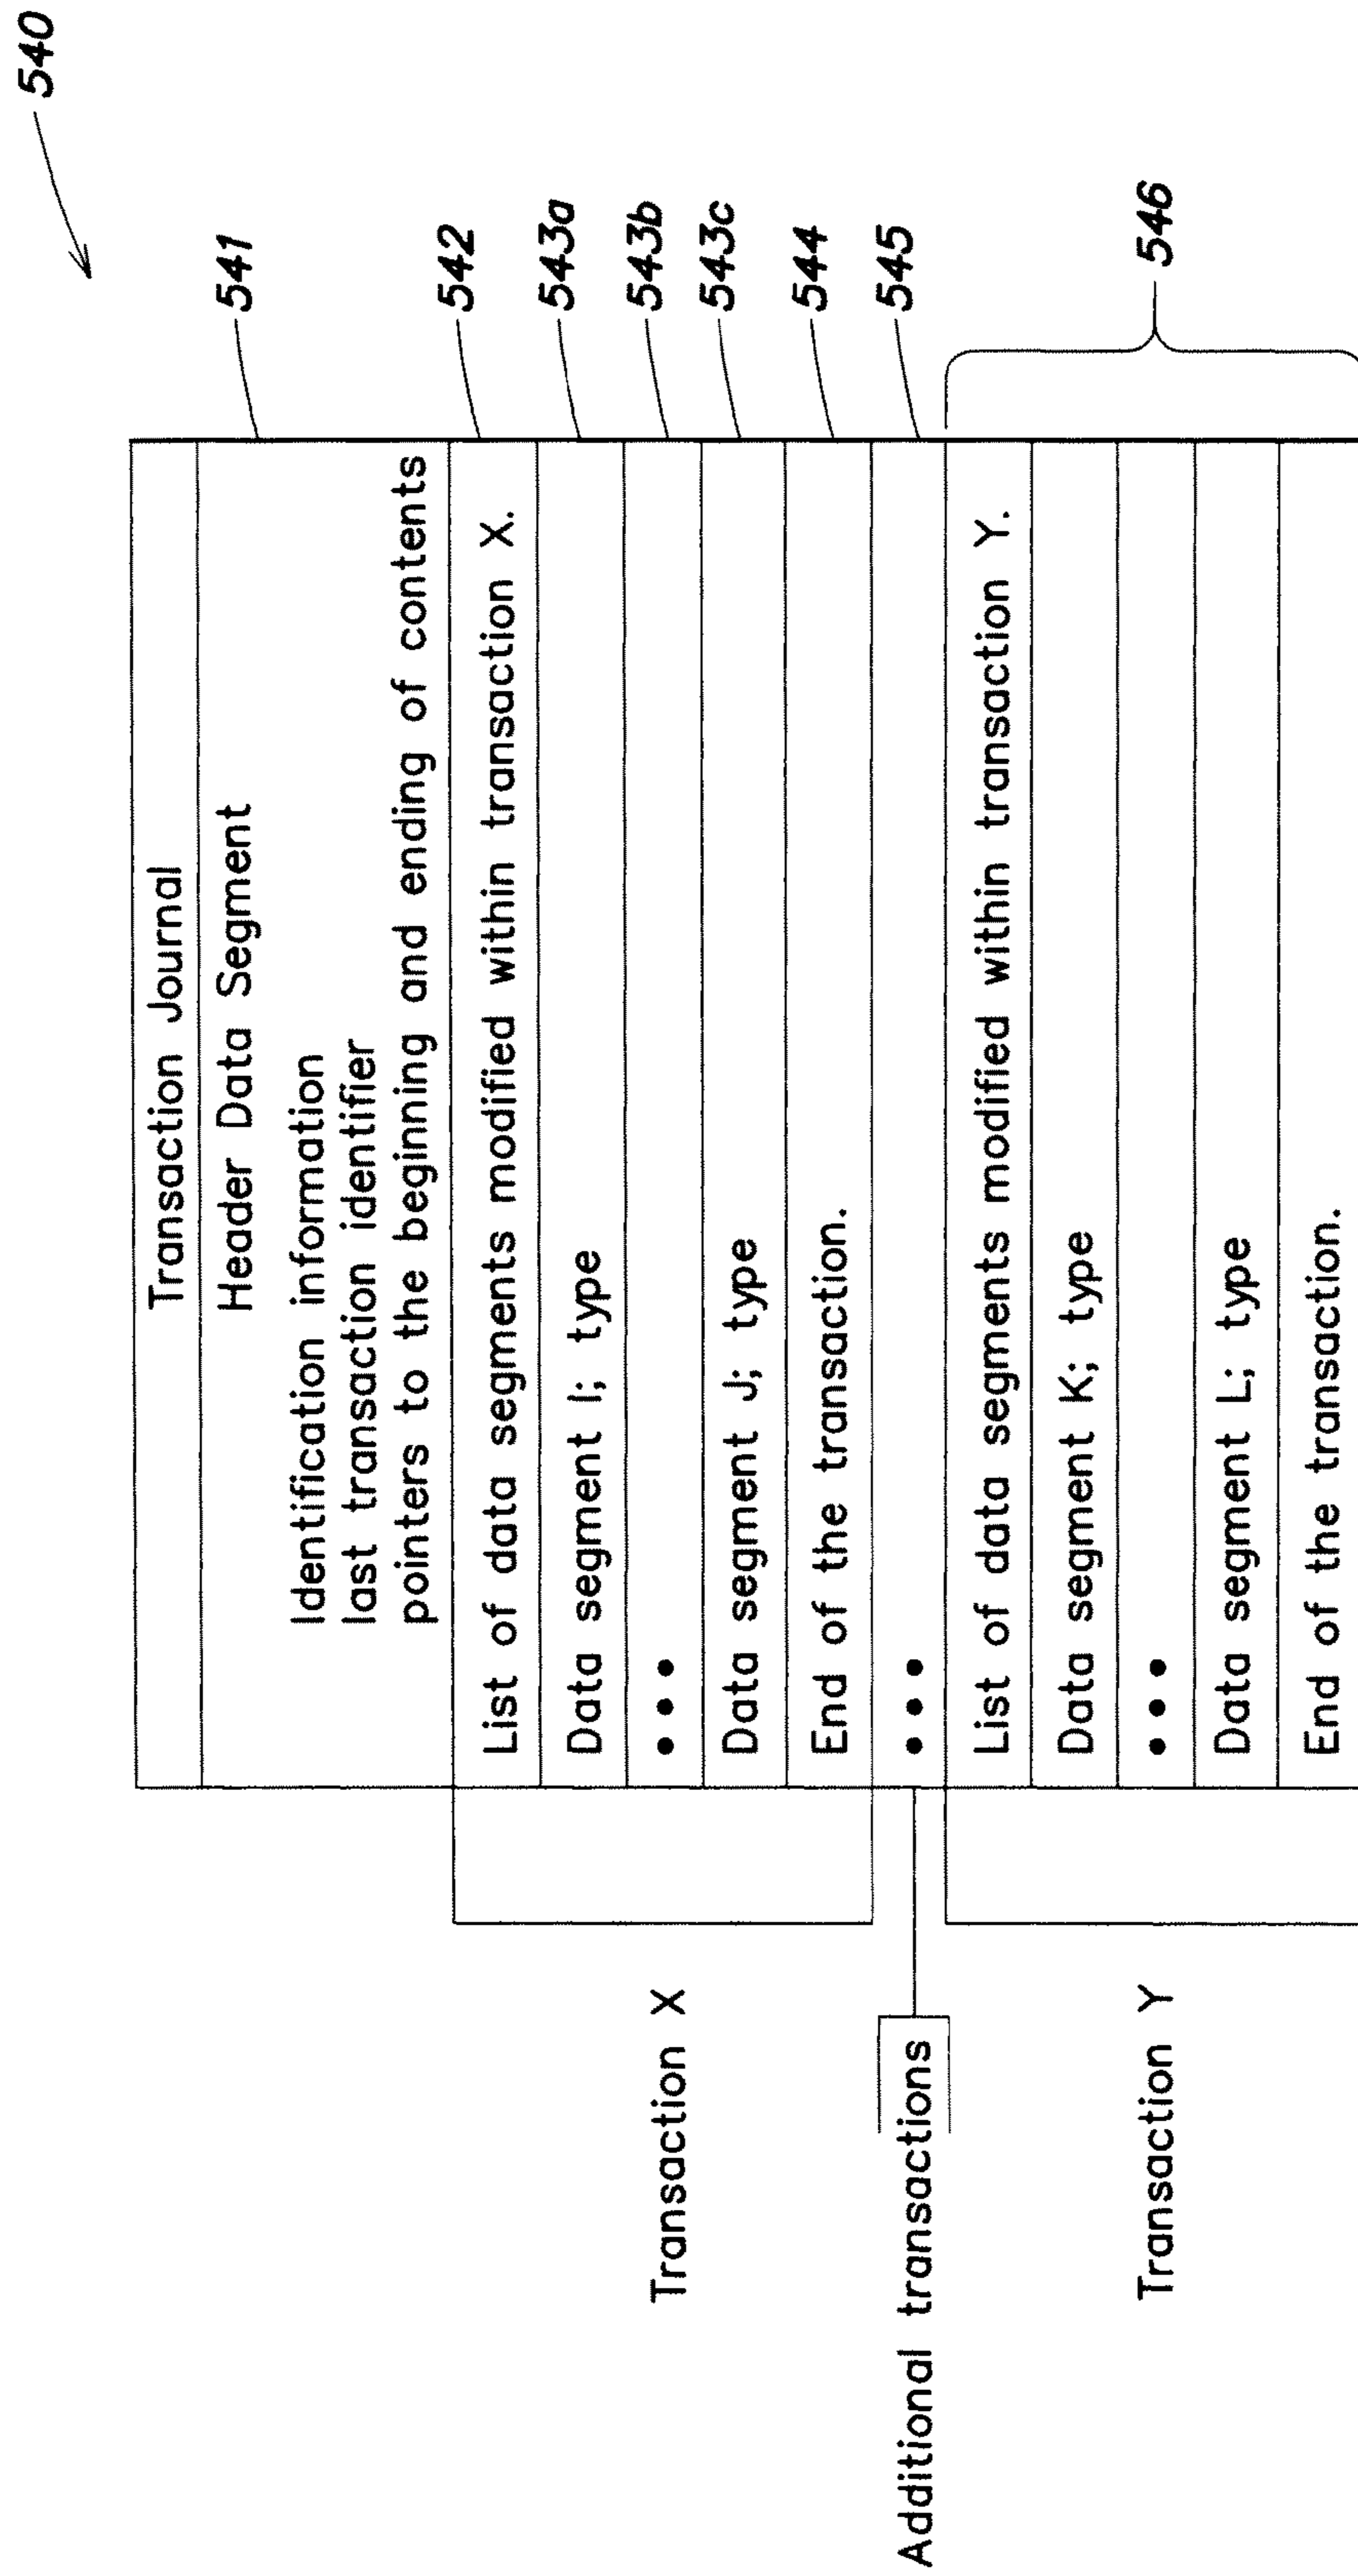 540
Transaction Journal
Header Data Segment
541
Identification information
last transaction identifier
pointers to the beginning and ending of contents
List of data segments modified within transaction X.
542
Data segment I; type
543a
•••
543b
Data segment J; type
543c
End of the transaction.
544
Transaction X
•••
545
Additional transactions
List of data segments modified within transaction Y.
Data segment K; type
•••
Data segment L; type
End of the transaction.
546
Transaction Y